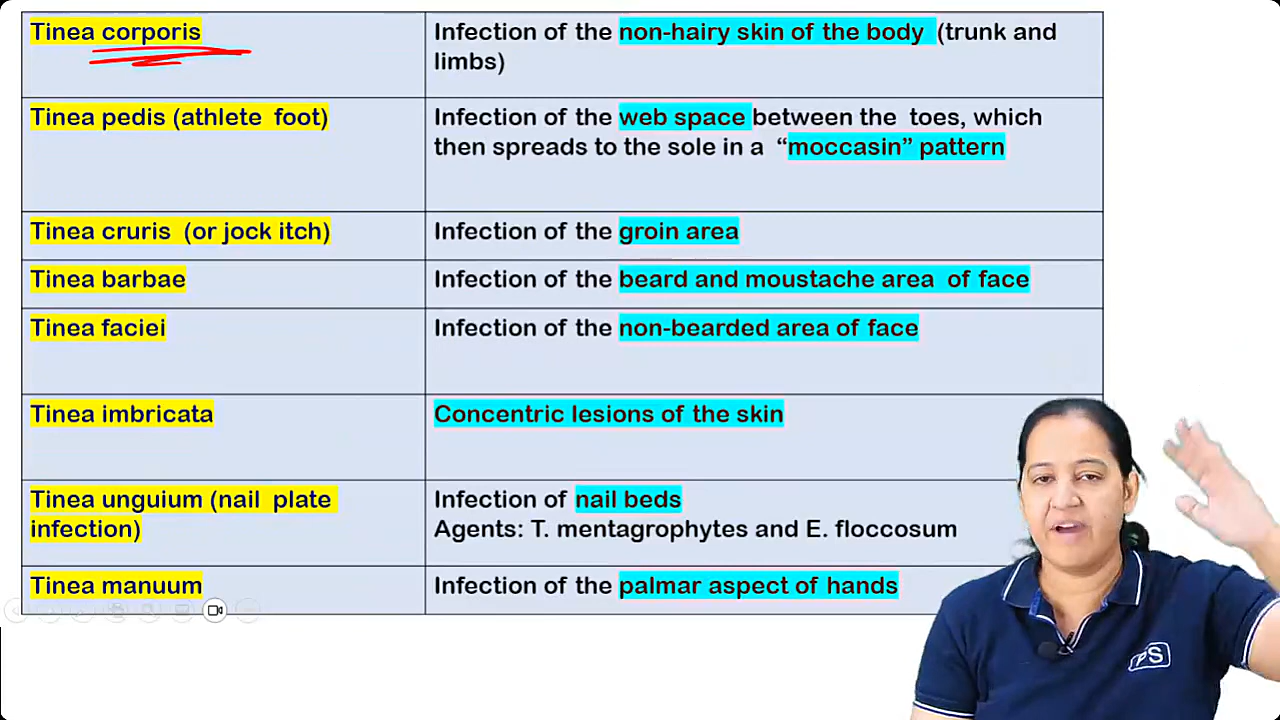 Tinea corporis
Infection of the non-hairy skin of the body (trunk and
limbs)
Tinea pedis (athlete foot)
Infection of the web space between the toes, which
then spreads to the sole in a “moccasin” pattern
Tinea cruris (or jock itch)
Infection of the groin area
Tinea barbae
Infection of the beard and moustache area of face
Tinea faciei
Infection of the non-bearded area of face
Tinea imbricata
Concentric lesions of the skin
Tinea unguium (nail plate
infection)
Infection of nail beds
Agents: T. mentagrophytes and E. floccosum
Tinea manuum
Infection of the palmar aspect of hands
PS